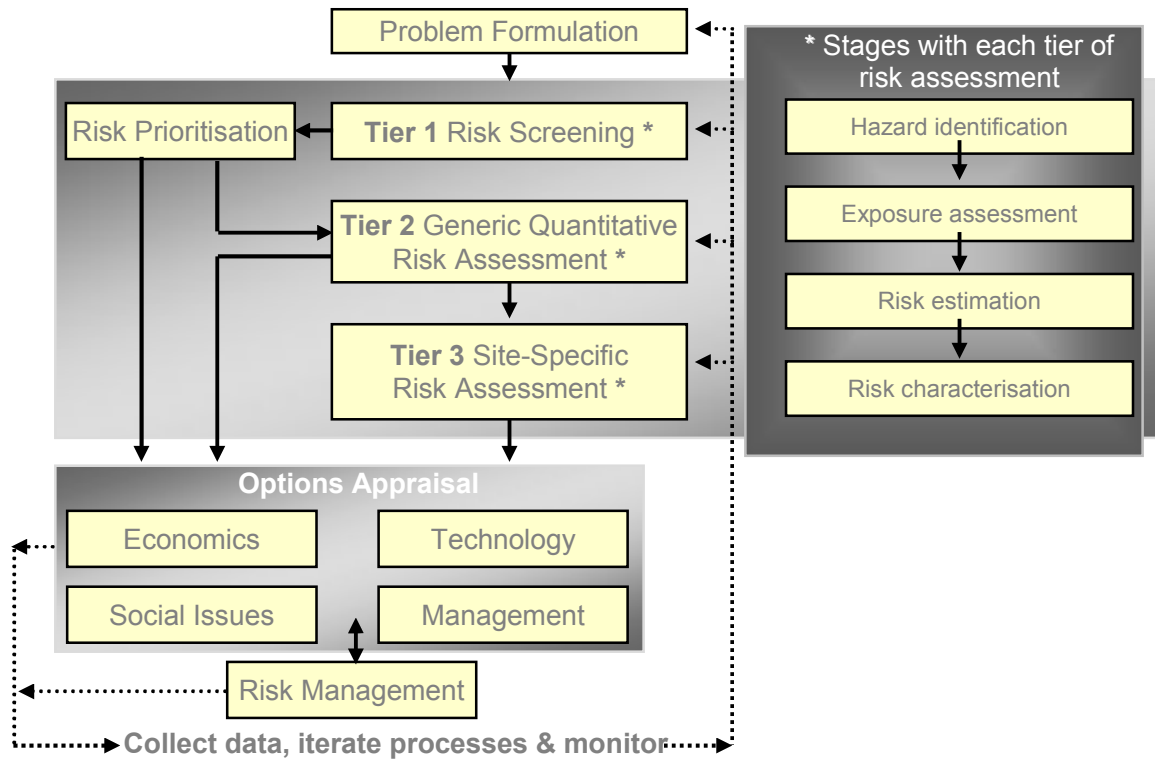 Problem Formulation
* Stages with each tier of
risk assessment
Risk Prioritisation
Tier 1 Risk Screening *
Hazard identification
Tier 2 Generic Quantitative
Risk Assessment *
Exposure assessment
Risk estimation
Tier 3 Site-Specific
Risk Assessment *
Risk characterisation
Options Appraisal
Economics
Technology
Social Issues
Management
Risk Management
Collect data, iterate processes & monitor